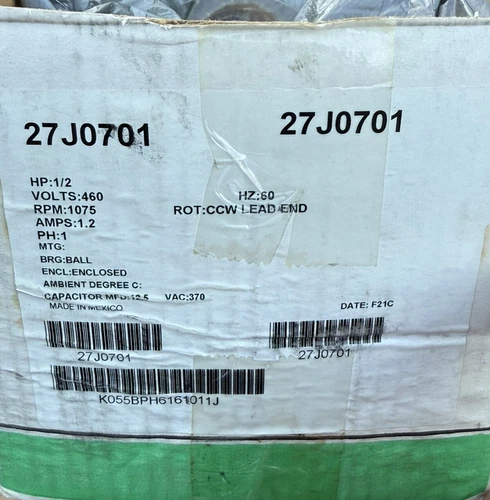 27J0701
27J0701
HP:1/2
VOLTS:460 HZ:60
RPM:1075 ROT:CCW LEAD END
AMPS:1.2
PH:1
MTG:
BRG:BALL
ENCL:ENCLOSED
AMBIENT DEGREE C:
CAPACITOR MFD:12.5 VAC:370
MADE IN MEXICO DATE: F21C
27J0701 27J0701
K055BPH6161011J